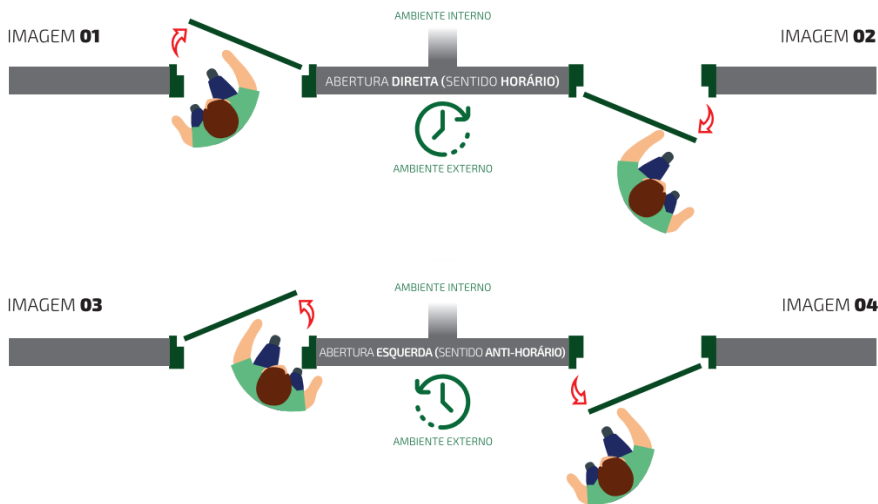 AMBIENTE INTERNO
IMAGEM 01
IMAGEM 02
ABERTURA DIREITA (SENTIDO HORÁRIO)
AMBIENTE EXTERNO
AMBIENTE INTERNO
IMAGEM 03
IMAGEM 04
ABERTURA ESQUERDA (SENTIDO ANTI-HORÁRIO)
AMBIENTE EXTERNO